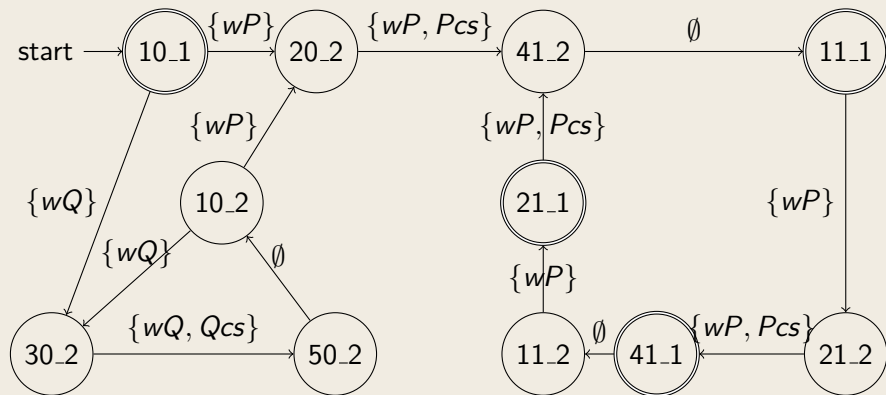 {wP} {wP, Pcs} ∅
start 10_1 20_2 41_2 11_1
{wP} {wP, Pcs}
{wQ} 10_2 21_1 {wP}
{wQ} ∅ {wP}
{wQ, Qcs} ∅ {wP, Pcs}
30_2 50_2 11_2 41_1 21_2